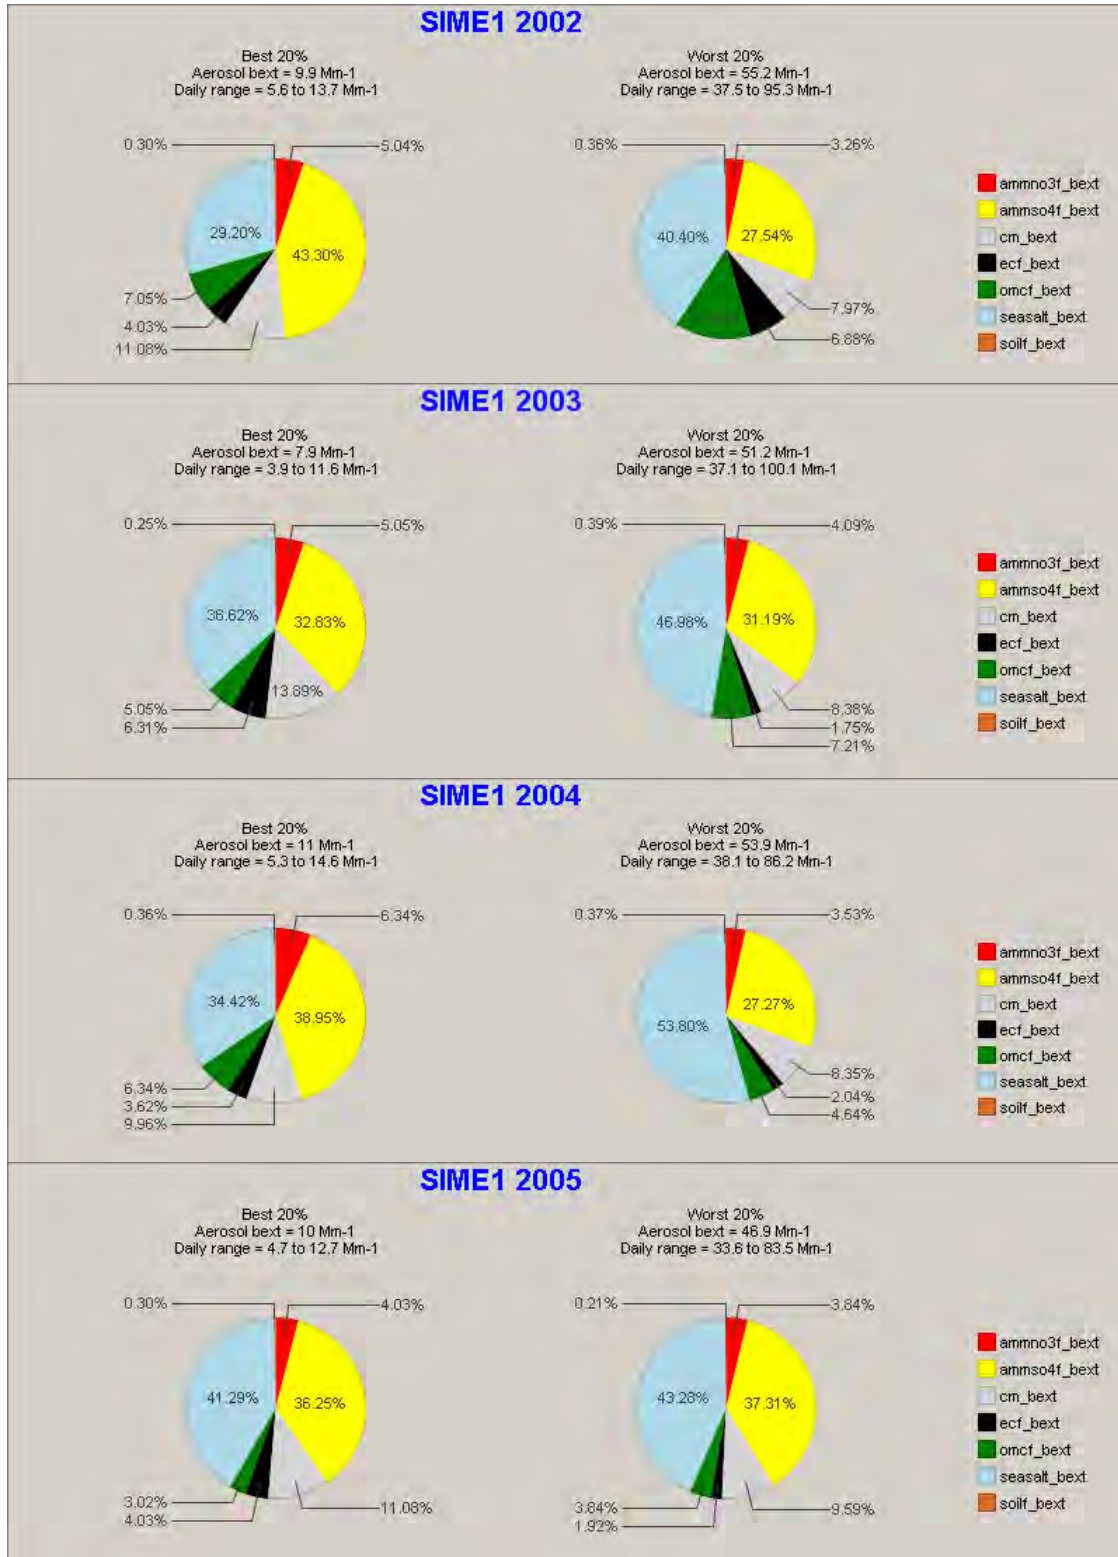 SIME1 2002
Best 20%
Aerosol bext = 9.9 Mm-1
Daily range = 5.6 to 13.7 Mm-1
0.30%
5.04%
29.20%
43.30%
7.05%
4.03%
11.08%
Worst 20%
Aerosol bext = 55.2 Mm-1
Daily range = 37.5 to 95.3 Mm-1
0.36%
3.26%
40.40%
27.54%
7.97%
6.88%
ammno3f_bext
ammso4f_bext
cm_bext
ecf_bext
omcf_bext
seasalt_bext
soilf_bext
SIME1 2003
Best 20%
Aerosol bext = 7.9 Mm-1
Daily range = 3.9 to 11.6 Mm-1
0.25%
5.05%
36.62%
32.83%
13.89%
5.05%
6.31%
Worst 20%
Aerosol bext = 51.2 Mm-1
Daily range = 37.1 to 100.1 Mm-1
0.39%
4.09%
46.98%
31.19%
8.38%
1.75%
7.21%
ammno3f_bext
ammso4f_bext
cm_bext
ecf_bext
omcf_bext
seasalt_bext
soilf_bext
SIME1 2004
Best 20%
Aerosol bext = 11 Mm-1
Daily range = 5.3 to 14.6 Mm-1
0.36%
6.34%
34.42%
38.95%
6.34%
3.62%
9.96%
Worst 20%
Aerosol bext = 53.9 Mm-1
Daily range = 38.1 to 86.2 Mm-1
0.37%
3.53%
53.80%
27.27%
8.35%
2.04%
4.64%
ammno3f_bext
ammso4f_bext
cm_bext
ecf_bext
omcf_bext
seasalt_bext
soilf_bext
SIME1 2005
Best 20%
Aerosol bext = 10 Mm-1
Daily range = 4.7 to 12.7 Mm-1
0.30%
4.03%
41.29%
36.25%
3.02%
4.03%
11.08%
Worst 20%
Aerosol bext = 46.9 Mm-1
Daily range = 33.6 to 83.5 Mm-1
0.21%
3.84%
43.28%
37.31%
3.84%
1.92%
9.59%
ammno3f_bext
ammso4f_bext
cm_bext
ecf_bext
omcf_bext
seasalt_bext
soilf_bext